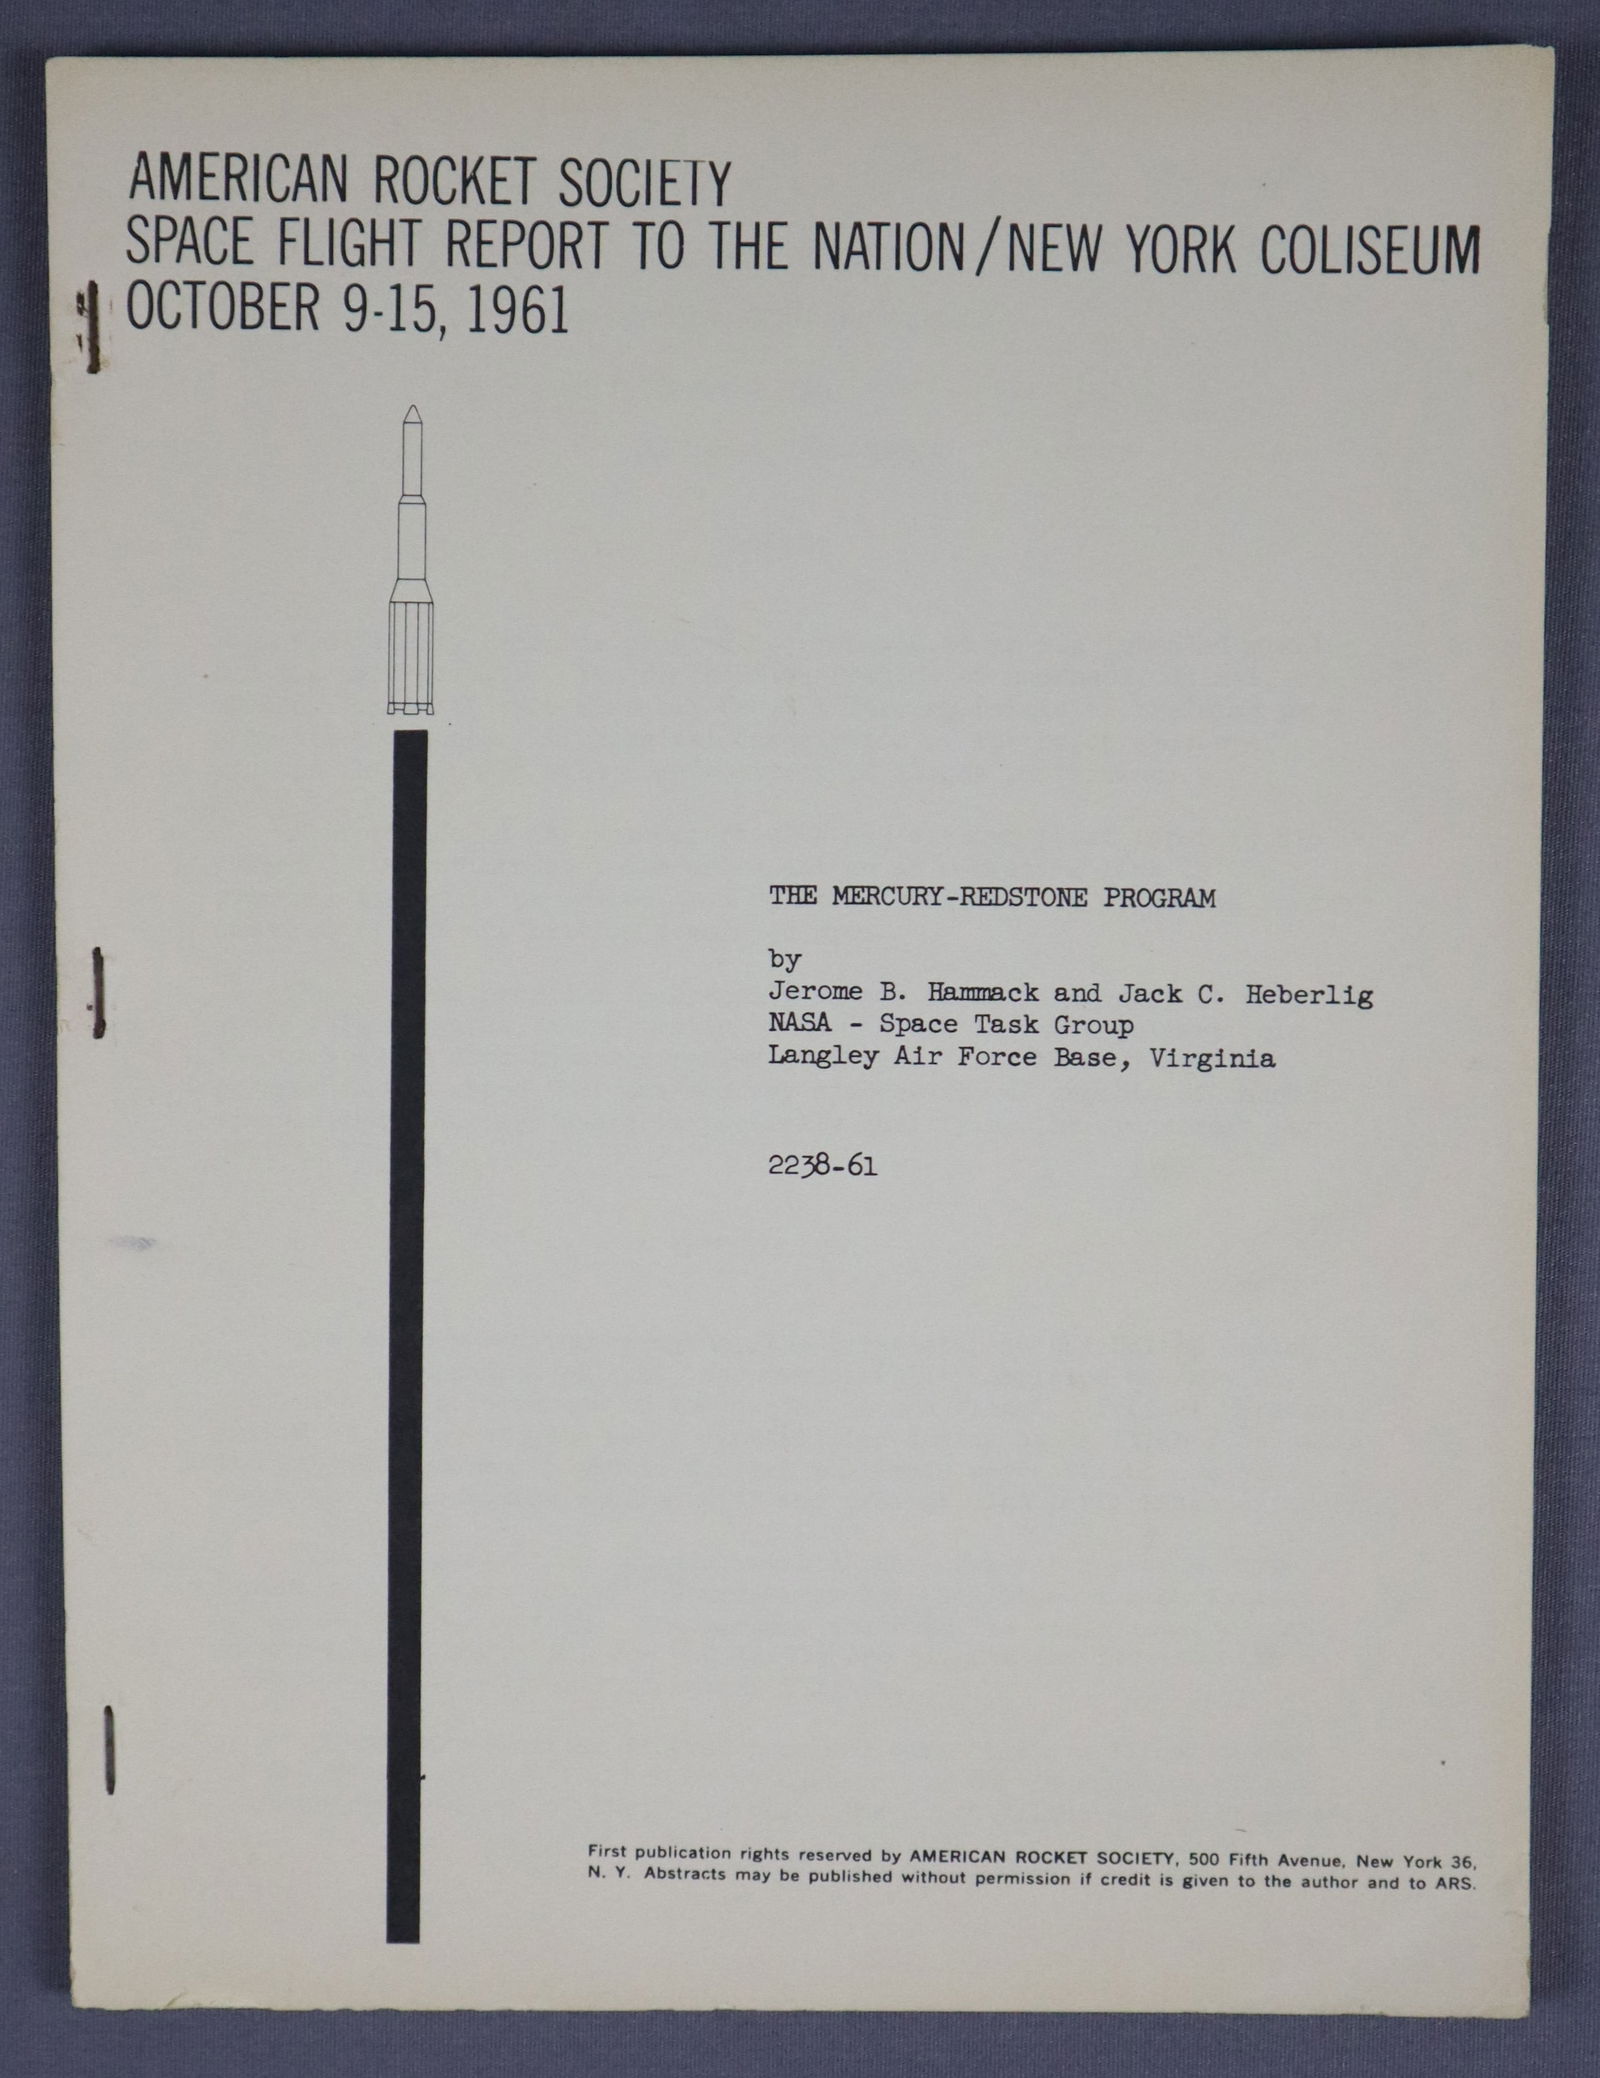 AMERICAN ROCKET SOCIETY
SPACE FLIGHT REPORT TO THE NATION/NEW YORK COLISEUM
OCTOBER 9-15, 1961
THE MERCURY-REDSTONE PROGRAM
by
Jerome B. Hammack and Jack C. Heberlig
NASA - Space Task Group
Langley Air Force Base, Virginia
2238-61
First publication rights reserved by AMERICAN ROCKET SOCIETY, 500 Fifth Avenue, New York 36,
N. Y. Abstracts may be published without permission if credit is given to the author and to ARS.